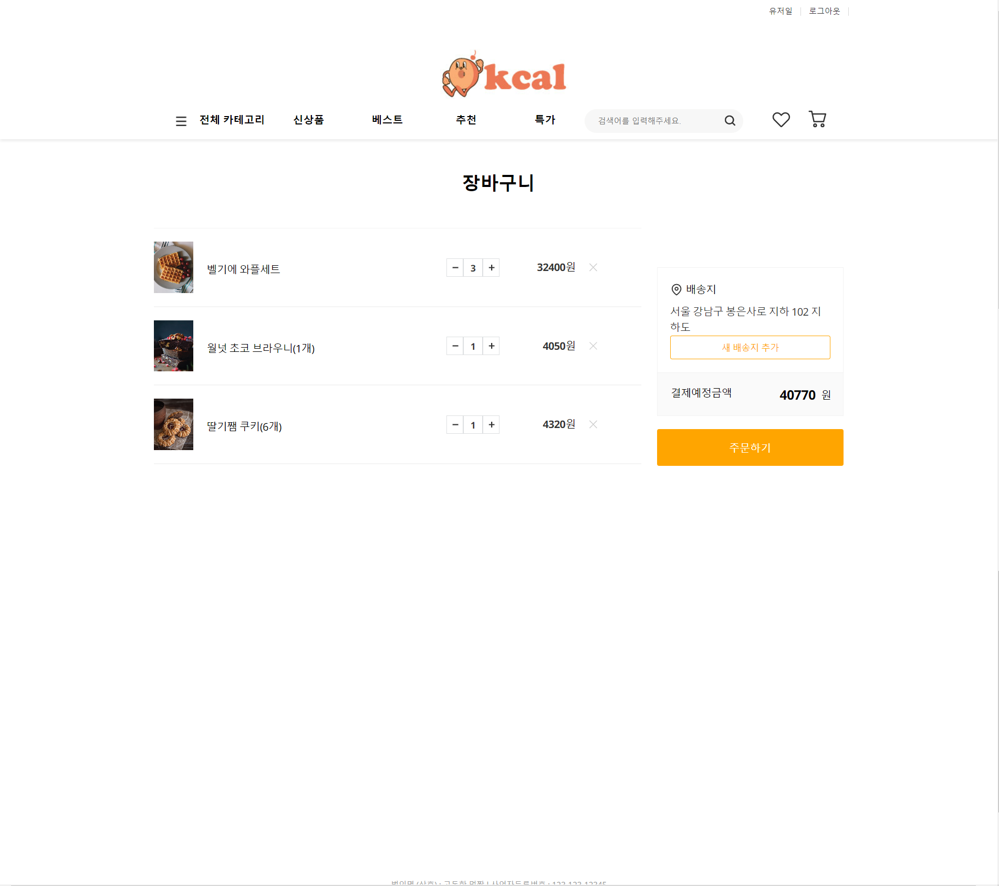 유저일 로그아웃
kcal
전체 카테고리 신상품 베스트 추천 특가 검색어를 입력해주세요.
장바구니
벨기에 와플세트 3 32400원
월넛 초코 브라우니(1개) 1 4050원
딸기쨈 쿠키(6개) 1 4320원
배송지
서울 강남구 봉은사로 지하 102 지
하도
새 배송지 추가
결제예정금액 40770 원
주문하기